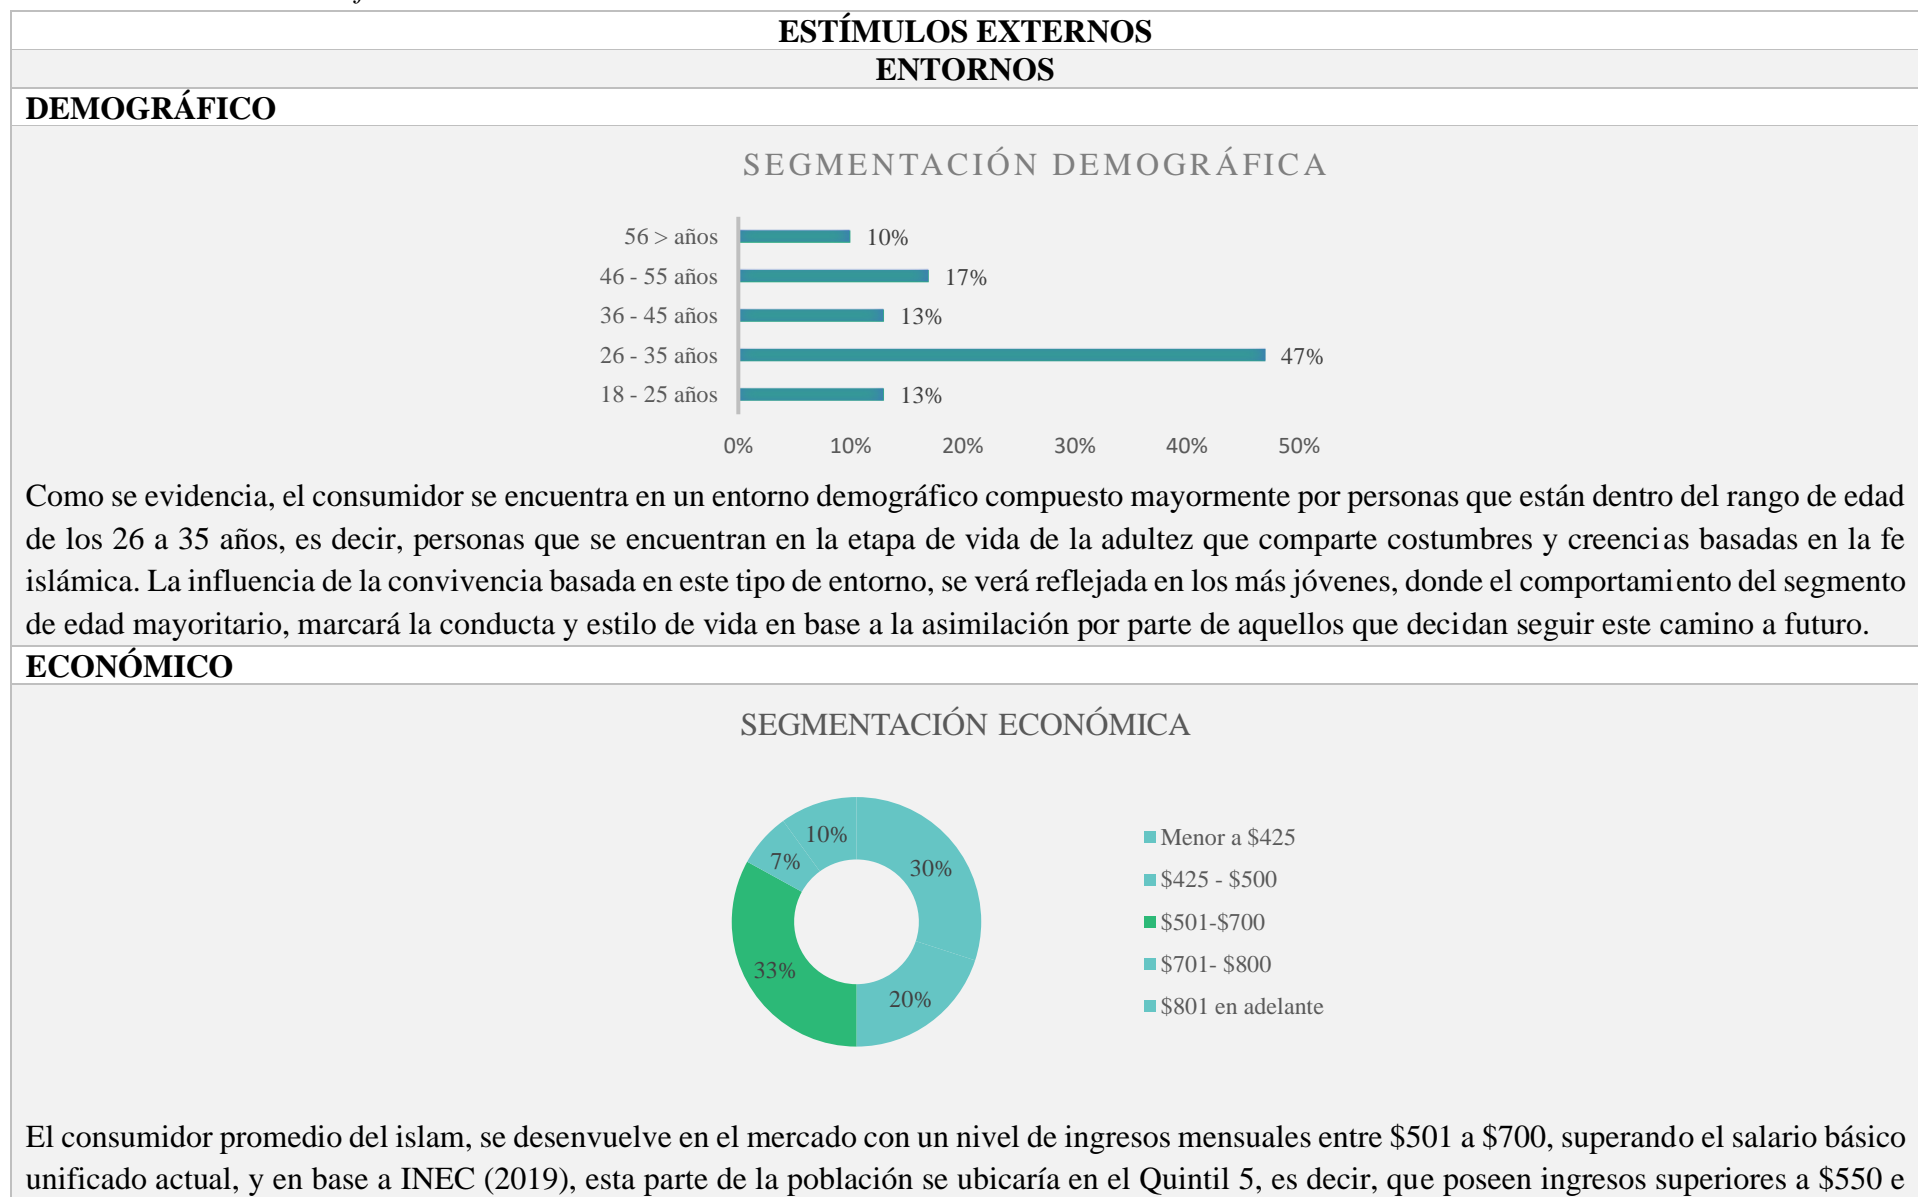 ESTÍMULOS EXTERNOS
ENTORNOS
DEMOGRÁFICO
SEGMENTACIÓN DEMOGRÁFICA
56 > años 10%
46 - 55 años 17%
36 - 45 años 13%
26 - 35 años 47%
18 - 25 años 13%
0% 10% 20% 30% 40% 50%
Como se evidencia, el consumidor se encuentra en un entorno demográfico compuesto mayormente por personas que están dentro del rango de edad
de los 26 a 35 años, es decir, personas que se encuentran en la etapa de vida de la adultez que comparte costumbres y creencias basadas en la fe
islámica. La influencia de la convivencia basada en este tipo de entorno, se verá reflejada en los más jóvenes, donde el comportamiento del segmento
de edad mayoritario, marcará la conducta y estilo de vida en base a la asimilación por parte de aquellos que decidan seguir este camino a futuro.
ECONÓMICO
SEGMENTACIÓN ECONÓMICA
10%
30%
7%
33%
20%
Menor a $425
$425 - $500
$501-$700
$701- $800
$801 en adelante
El consumidor promedio del islam, se desenvuelve en el mercado con un nivel de ingresos mensuales entre $501 a $700, superando el salario básico
unificado actual, y en base a INEC (2019), esta parte de la población se ubicaría en el Quintil 5, es decir, que poseen ingresos superiores a $550 e